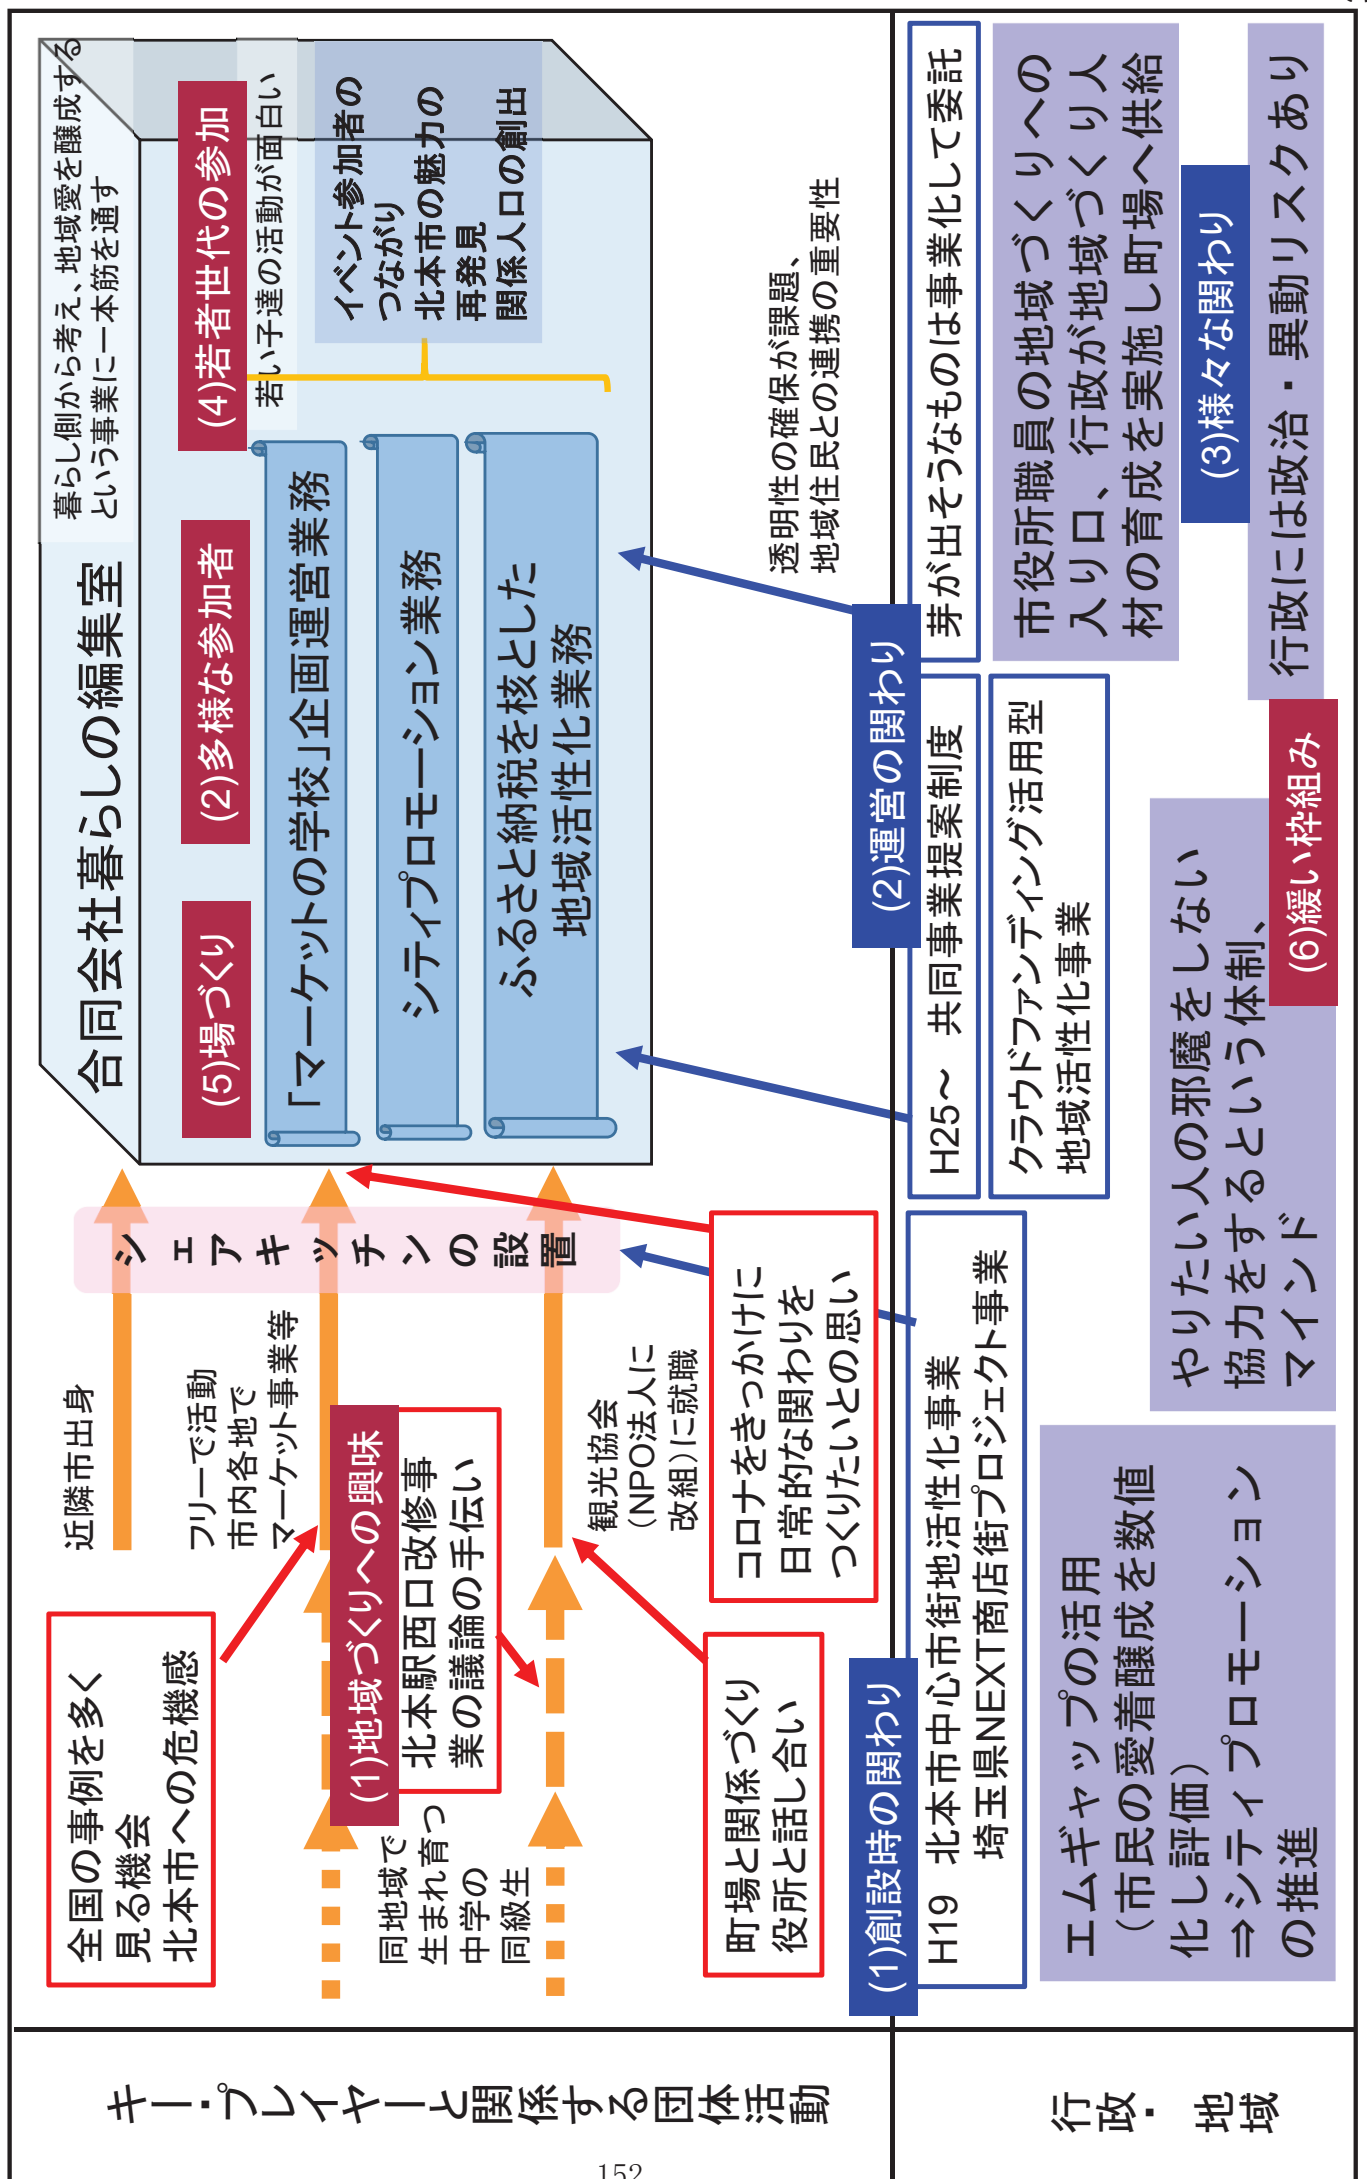 キー・プレイヤーと関係する団体活動
全国の事例を多く
見る機会
北本市への危機感
近隣市出身
フリーで活動
市内各地で
マーケット事業等
(1)地域づくりへの興味
北本駅西口改修事
業の議論の手伝い
同地域で
生まれ育つ
中学の
同級生
観光協会
（NPO法人に
改組)に就職
町場と関係づくり
役所と話し合い
コロナをきっかけに
日常的な関わりを
つくりたいとの思い
シェアキッチンの設置
合同会社暮らしの編集室
暮らし側から考え、地域愛を醸成する
という事業に一本筋を通す
(5)場づくり
(2)多様な参加者
(4)若者世代の参加
若い子達の活動が面白い
「マーケットの学校」企画運営業務
シティプロモーション業務
ふるさと納税を核とした
地域活性化業務
イベント参加者の
つながり
北本市の魅力の
再発見
関係人口の創出
透明性の確保が課題、
地域住民との連携の重要性
行政・地域
(1)創設時の関わり
H19　北本市中心市街地活性化事業
埼玉県NEXT商店街プロジェクト事業
(2)運営の関わり
H25～　共同事業提案制度
クラウドファンディング活用型
地域活性化事業
芽が出そうなものは事業化して委託
市役所職員の地域づくりへの
入り口、行政が地域づくり人
材の育成を実施し町場へ供給
(3)様々な関わり
行政には政治・異動リスクあり
エムギャップの活用
（市民の愛着醸成を数値
化し評価）
⇒シティプロモーション
の推進
やりたい人の邪魔をしない
協力をするという体制、
マインド
(6)緩い枠組み
152